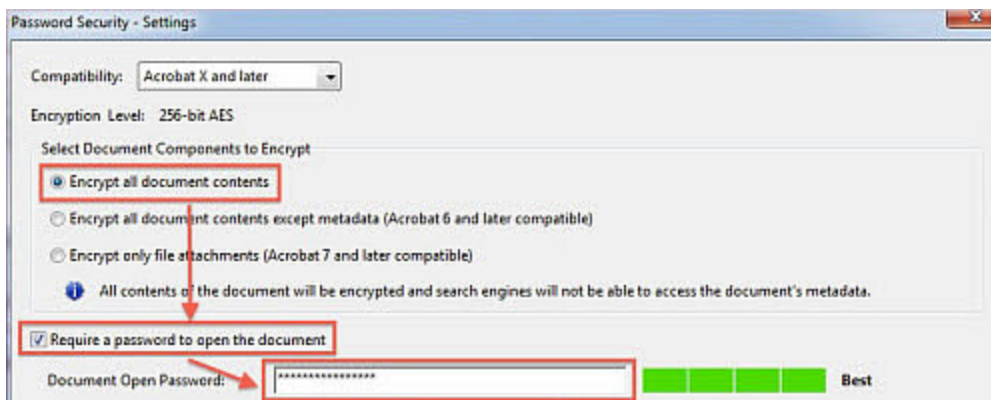 Password Security - Settings
Compatibility: Acrobat X and later
Encryption Level: 256-bit AES
Select Document Components to Encrypt
Encrypt all document contents
Encrypt all document contents except metadata (Acrobat 6 and later compatible)
Encrypt only file attachments (Acrobat 7 and later compatible)
All contents of the document will be encrypted and search engines will not be able to access the document's metadata.
Require a password to open the document
Document Open Password: **************** Best